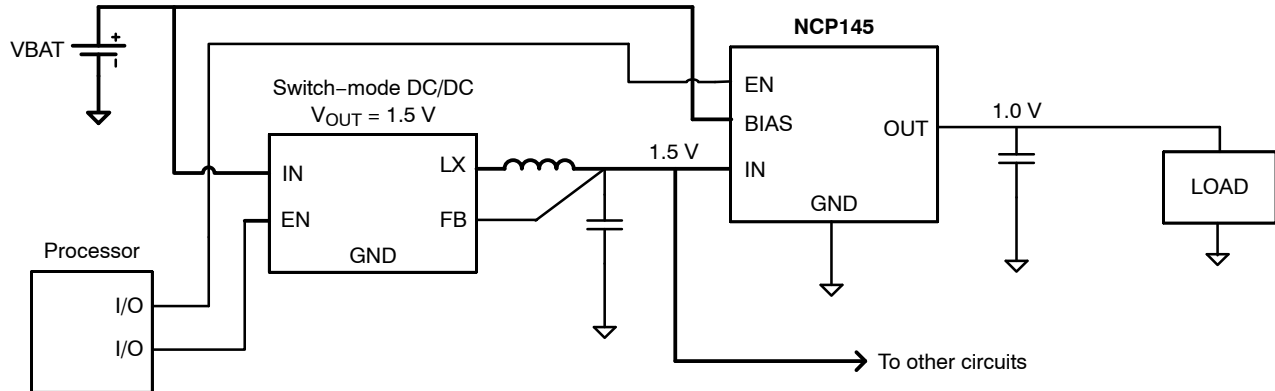 NCP145
VBAT
+
−
Switch−mode DC/DC
VOUT = 1.5 V
EN
BIAS
IN
OUT
GND
1.0 V
LOAD
1.5 V
IN
EN
LX
FB
GND
Processor
I/O
I/O
To other circuits